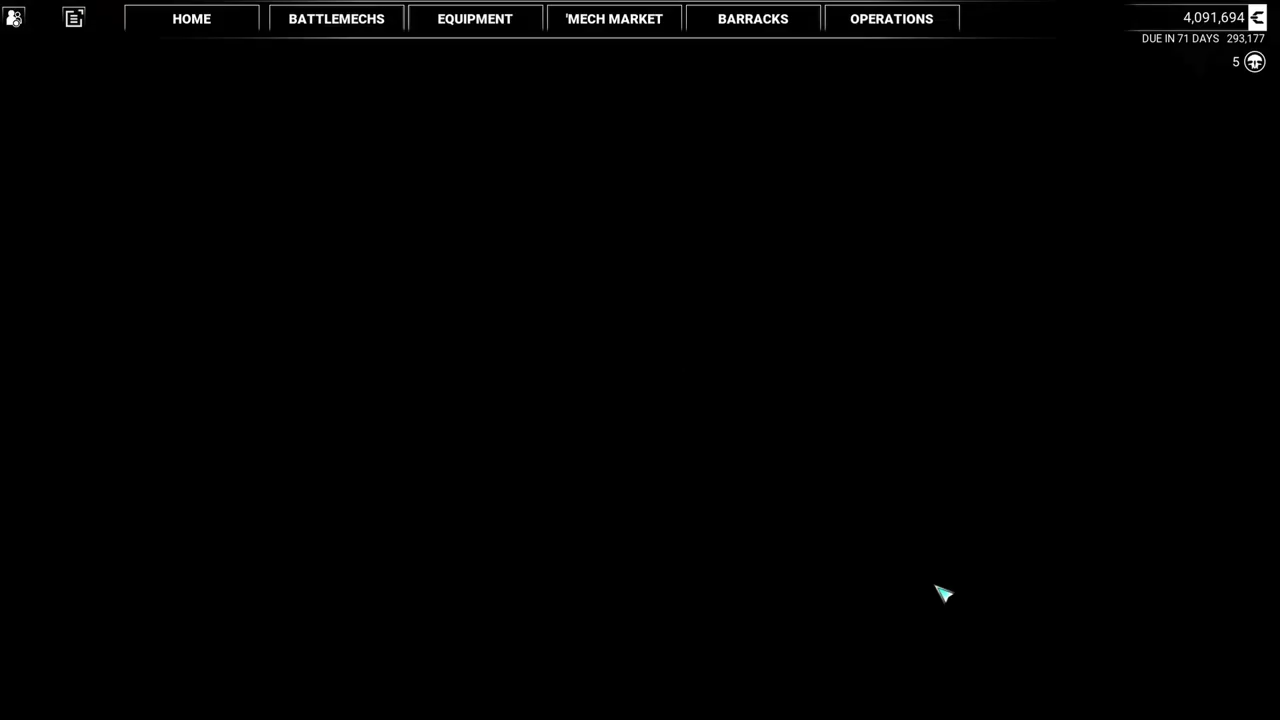 HOME BATTLEMECHS EQUIPMENT 'MECH MARKET BARRACKS OPERATIONS 4,091,694
DUE IN 71 DAYS 293,177
5